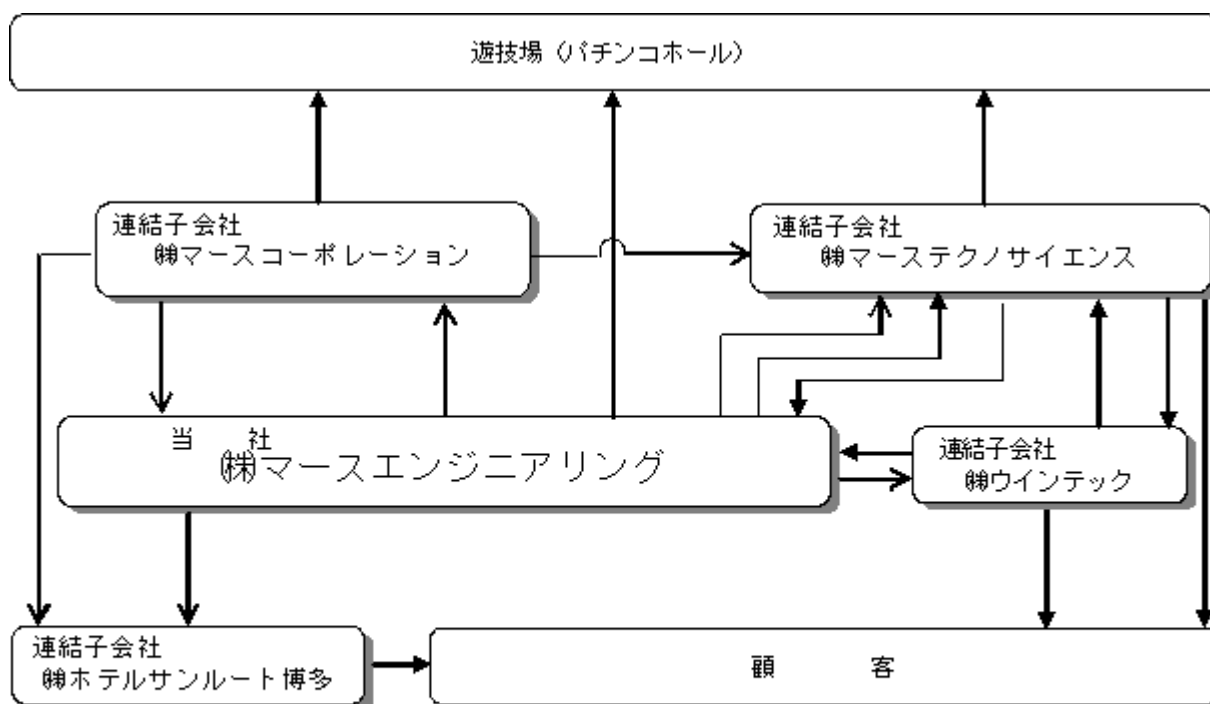 遊技場（パチンコホール）
連結子会社
㈱マースコーポレーション
連結子会社
㈱マーステクノサイエンス
当　　社
㈱マースエンジニアリング
連結子会社
㈱ウインテック
連結子会社
㈱ホテルサンルート博多
顧　　　客